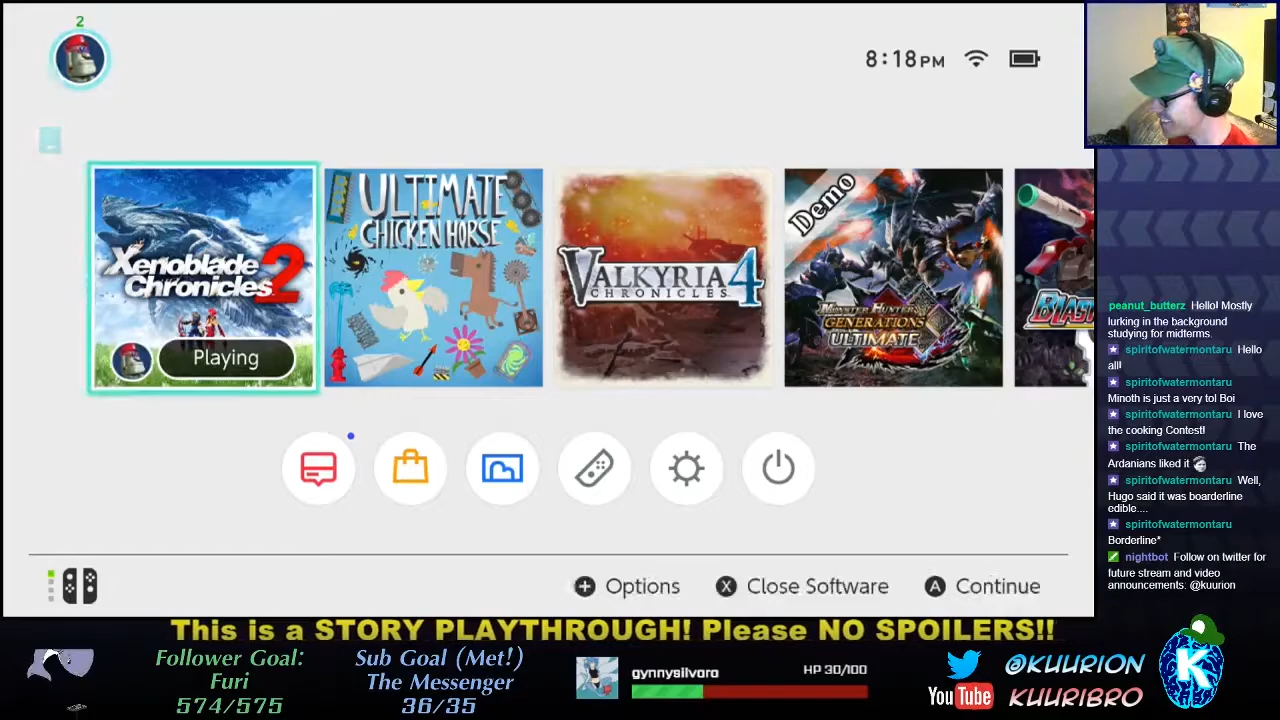 2
8:18PM
Xenoblade
Chronicles 2
Playing
ULTIMATE
CHICKEN HORSE
VALKYRIA 4
CHRONICLES
Demo
MONSTER HUNTER
GENERATIONS
ULTIMATE
BLAS
Options
Close Software
Continue
peanut_butterz Hello! Mostly
lurking in the background
studying for midterms.
spiritofwatermontaru Hello
all!
spiritofwatermontaru
Minoth is just a very tol Boi
spiritofwatermontaru I love
the cooking Contest!
spiritofwatermontaru The
Ardanians liked it
spiritofwatermontaru Well,
Hugo said it was boarderline
edible....
spiritofwatermontaru
Borderline*
nightbot Follow on twitter for
future stream and video
announcements: @kuurion
This is a STORY PLAYTHROUGH! Please NO SPOILERS!!
Follower Goal:
Furi
574/575
Sub Goal (Met!)
The Messenger
36/35
gynnysilvara
HP 30/100
@KUURION
YouTube KUURIBRO
K